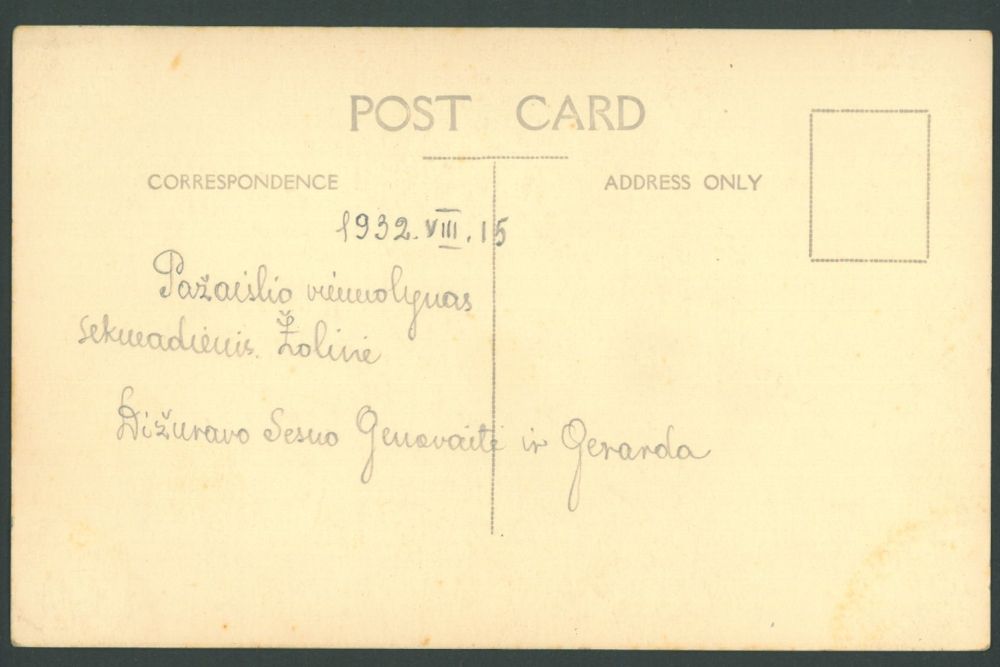 POST CARD
CORRESPONDENCE
ADDRESS ONLY
1932.VIII.15
Pažaislio vienuolynas
sekmadienis. Žolinė
Dižuravo Sesuo Genovaitė ir Gerarda